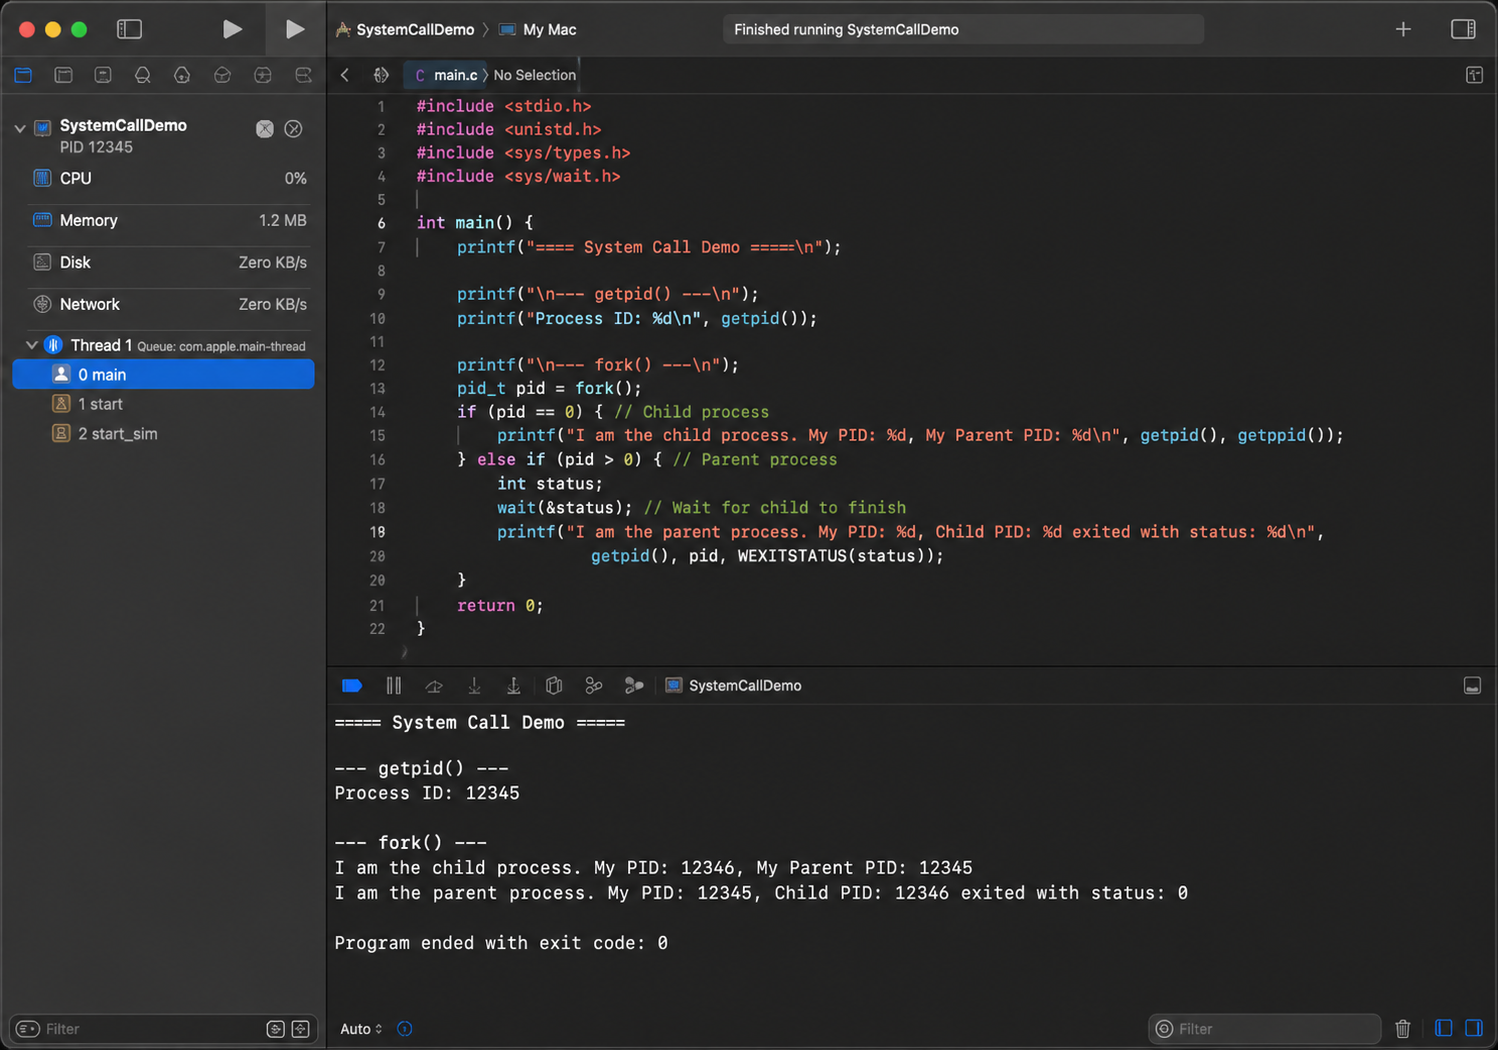 SystemCallDemo 〉 My Mac
Finished running SystemCallDemo
C main.c 〉 No Selection
SystemCallDemo
PID 12345
CPU 0%
Memory 1.2 MB
Disk Zero KB/s
Network Zero KB/s
Thread 1 Queue: com.apple.main-thread
0 main
1 start
2 start_sim
Filter
1 #include <stdio.h>
2 #include <unistd.h>
3 #include <sys/types.h>
4 #include <sys/wait.h>
5
6 int main() {
7 printf("==== System Call Demo =====\n");
8
9 printf("\n--- getpid() ---\n");
10 printf("Process ID: %d\n", getpid());
11
12 printf("\n--- fork() ---\n");
13 pid_t pid = fork();
14 if (pid == 0) { // Child process
15 printf("I am the child process. My PID: %d, My Parent PID: %d\n", getpid(), getppid());
16 } else if (pid > 0) { // Parent process
17 int status;
18 wait(&status); // Wait for child to finish
18 printf("I am the parent process. My PID: %d, Child PID: %d exited with status: %d\n",
20 getpid(), pid, WEXITSTATUS(status));
20 }
21 return 0;
22 }
SystemCallDemo
===== System Call Demo =====
--- getpid() ---
Process ID: 12345
--- fork() ---
I am the child process. My PID: 12346, My Parent PID: 12345
I am the parent process. My PID: 12345, Child PID: 12346 exited with status: 0
Program ended with exit code: 0
Auto
Filter